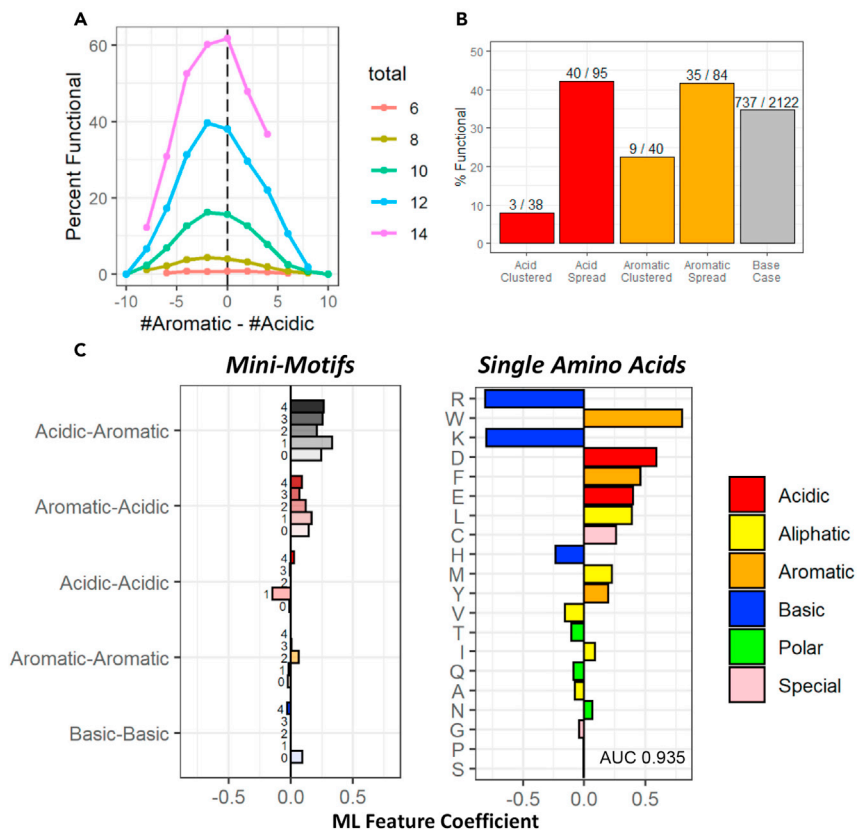 A
60
40
20
0
Percent Functional
-10
-5
0
5
10
#Aromatic - #Acidic
total
6
8
10
12
14
B
50
40
30
20
10
0
% Functional
3 / 38
40 / 95
9 / 40
35 / 84
737 / 2122
Acid
Clustered
Acid
Spread
Aromatic
Clustered
Aromatic
Spread
Base
Case
C
Mini-Motifs
Acidic-Aromatic
4
3
2
1
0
Aromatic-Acidic
4
3
2
1
0
Acidic-Acidic
4
3
2
1
0
Aromatic-Aromatic
4
3
2
1
0
Basic-Basic
4
3
2
1
0
-0.5
0.0
0.5
Single Amino Acids
R
W
K
D
F
E
L
C
H
M
Y
V
T
I
Q
A
N
G
P
S
AUC 0.935
-0.5
0.0
0.5
ML Feature Coefficient
Acidic
Aliphatic
Aromatic
Basic
Polar
Special